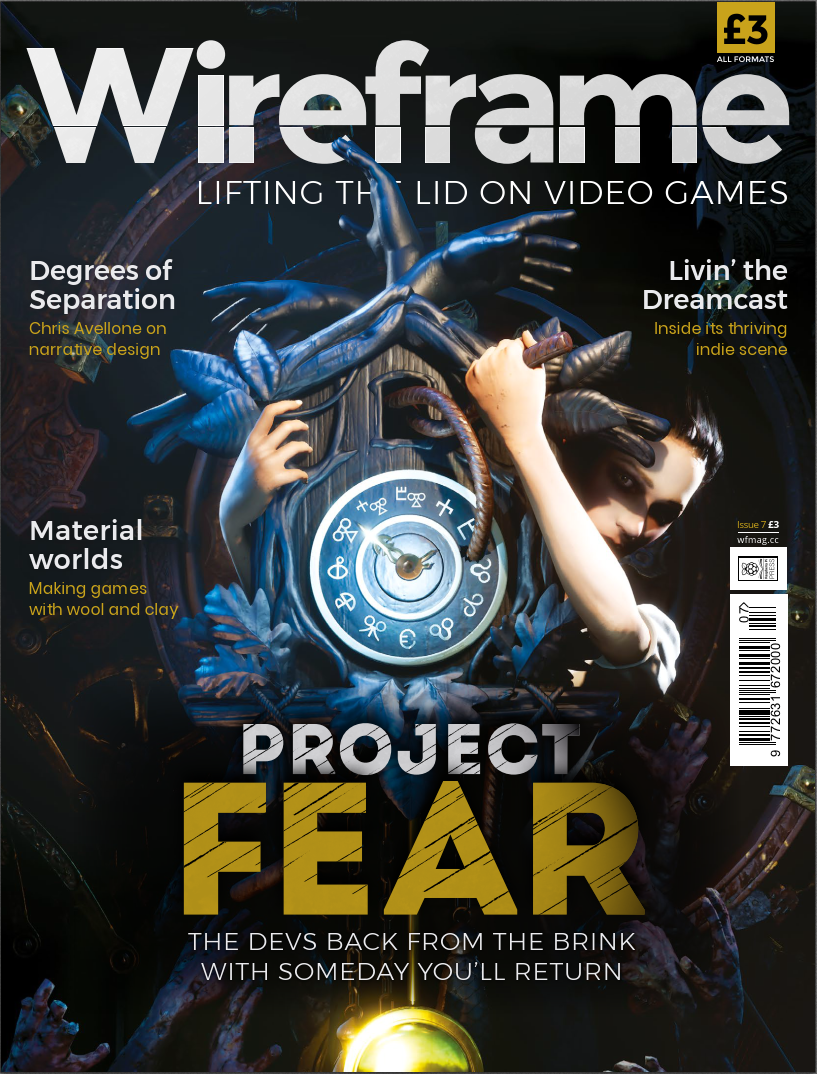 £3
ALL FORMATS
Wireframe
LIFTING THE LID ON VIDEO GAMES
Degrees of
Separation
Chris Avellone on
narrative design
Livin' the
Dreamcast
Inside its thriving
indie scene
Material
worlds
Making games
with wool and clay
Issue 7 £3
wfmag.cc
PRESS
07
9 772631 672000
PROJECT
FEAR
THE DEVS BACK FROM THE BRINK
WITH SOMEDAY YOU'LL RETURN